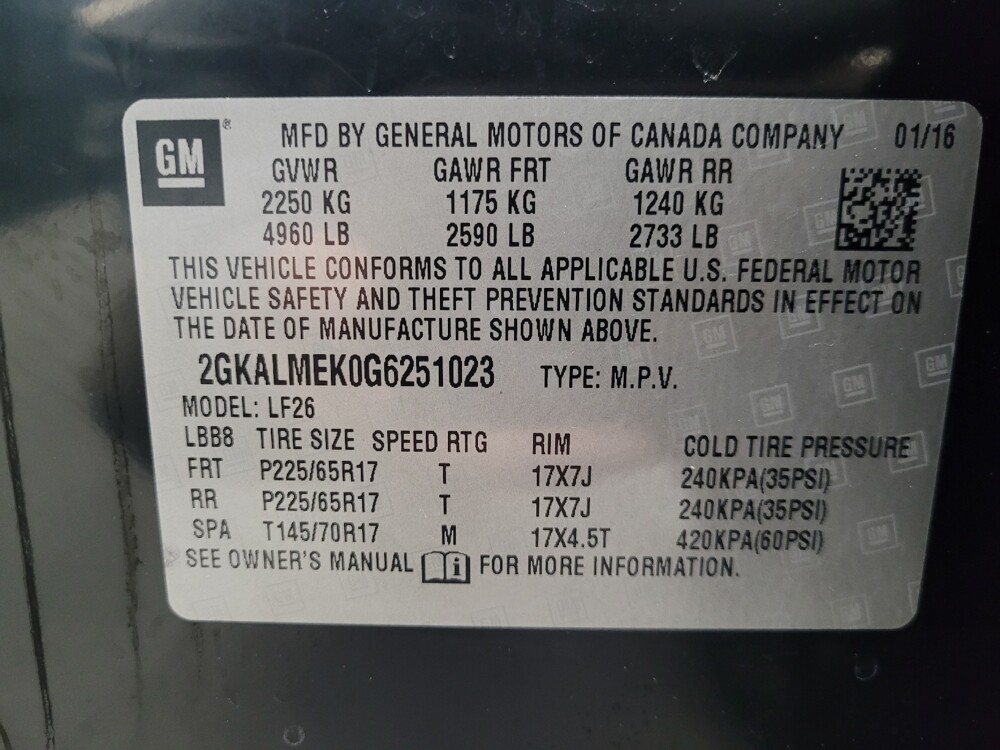 GM ® MFD BY GENERAL MOTORS OF CANADA COMPANY 01/16
GVWR GAWR FRT GAWR RR
2250 KG 1175 KG 1240 KG
4960 LB 2590 LB 2733 LB
THIS VEHICLE CONFORMS TO ALL APPLICABLE U.S. FEDERAL MOTOR
VEHICLE SAFETY AND THEFT PREVENTION STANDARDS IN EFFECT ON
THE DATE OF MANUFACTURE SHOWN ABOVE.
2GKALMEK0G6251023 TYPE: M.P.V.
MODEL: LF26
LBB8 TIRE SIZE SPEED RTG RIM COLD TIRE PRESSURE
FRT P225/65R17 T 17X7J 240KPA(35PSI)
RR P225/65R17 T 17X7J 240KPA(35PSI)
SPA T145/70R17 M 17X4.5T 420KPA(60PSI)
SEE OWNER'S MANUAL i FOR MORE INFORMATION.